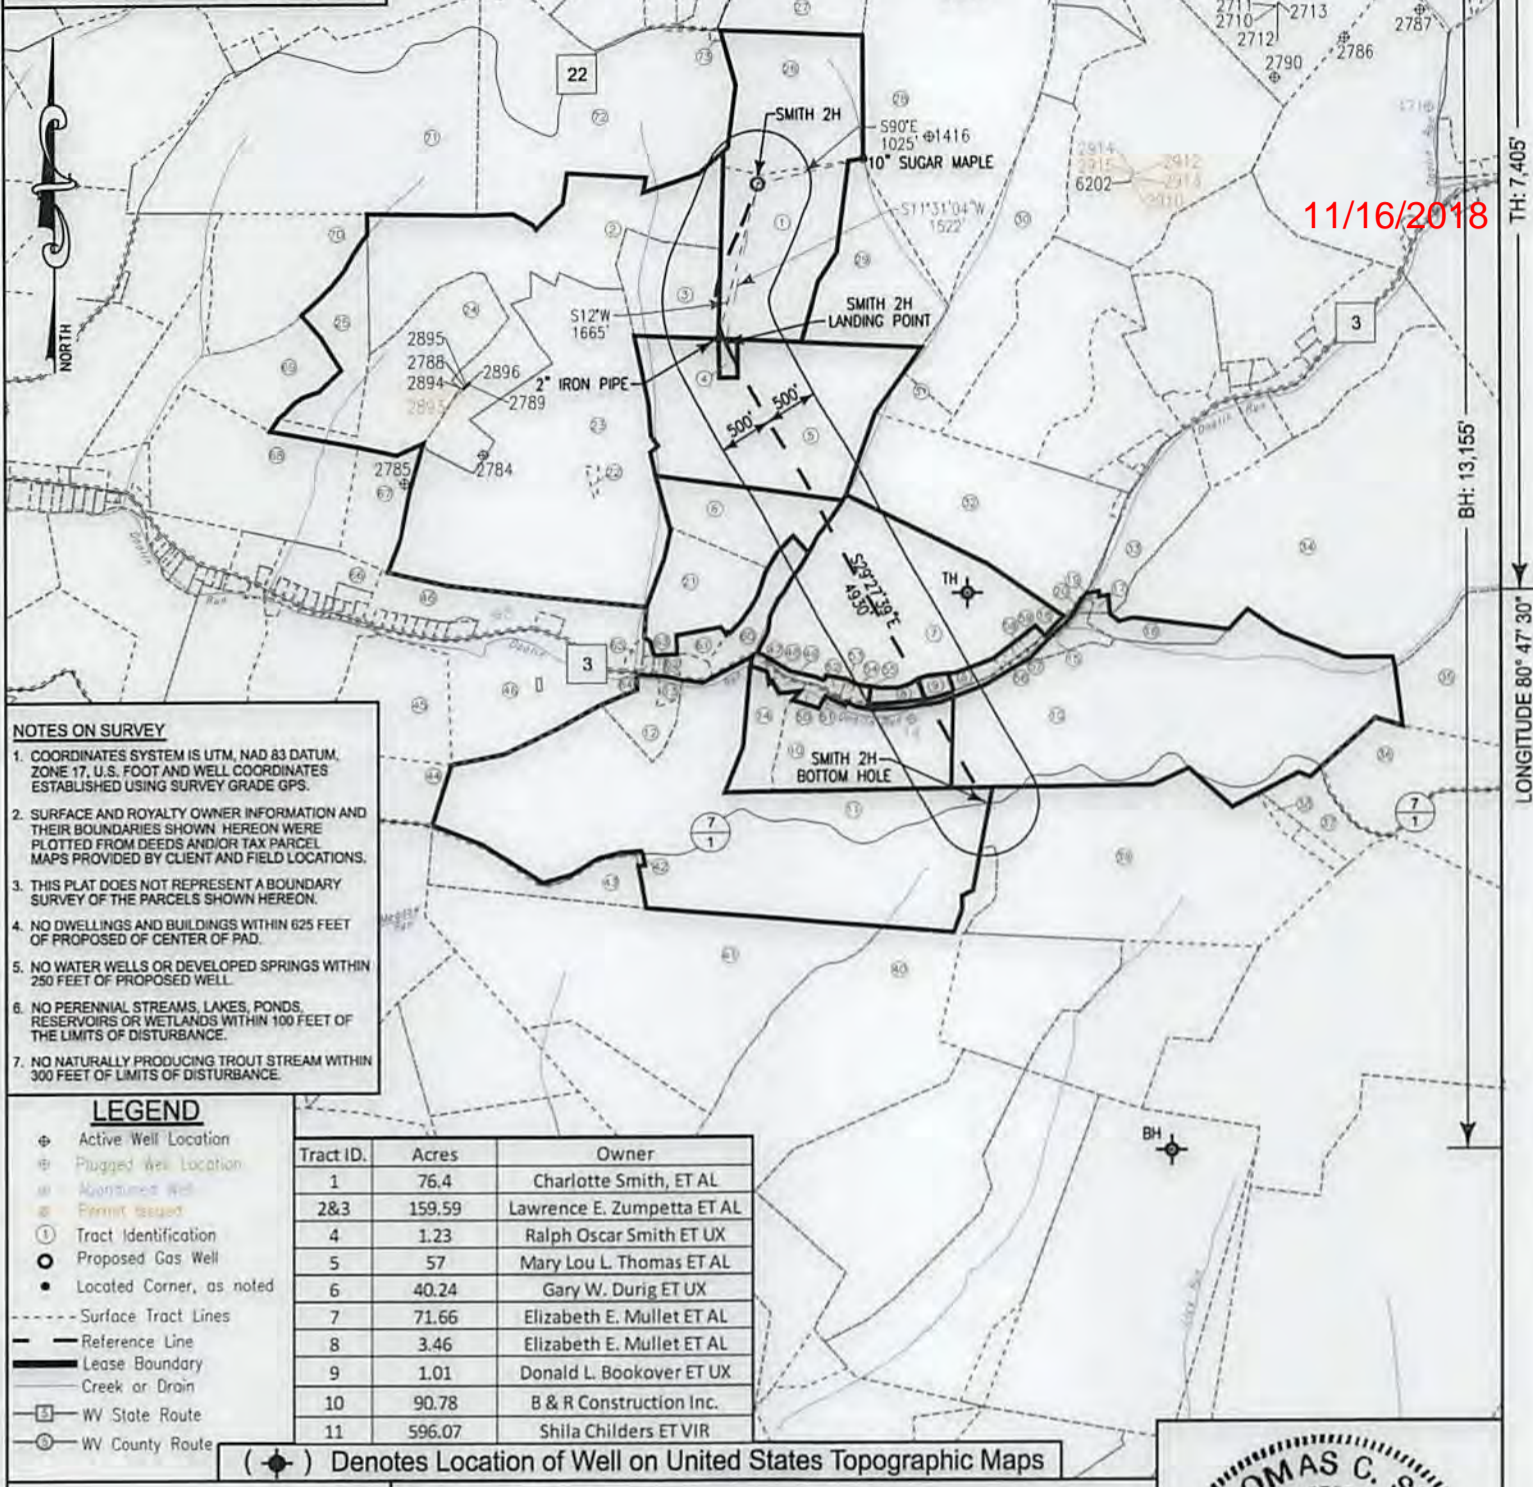 22
SMITH 2H
S90°E
1025'
1416
10" SUGAR MAPLE
2711
2710
2712
2713
2790
2786
2787
2914
2915
6202
2912
11/16/2018
TH: 7,405'
NORTH
S11°31'04"W
1522'
SMITH 2H
LANDING POINT
S12°W
1665'
2" IRON PIPE
2895
2788
2894
2893
2896
2789
2785
2784
3
500'
500'
BH: 13,155'
S29°27'39"E
4930'
TH
LONGITUDE 80° 47' 30"
3
SMITH 2H
BOTTOM HOLE
7
1
7
1
BH
NOTES ON SURVEY
1. COORDINATES SYSTEM IS UTM, NAD 83 DATUM,
ZONE 17, U.S. FOOT AND WELL COORDINATES
ESTABLISHED USING SURVEY GRADE GPS.
2. SURFACE AND ROYALTY OWNER INFORMATION AND
THEIR BOUNDARIES SHOWN HEREON WERE
PLOTTED FROM DEEDS AND/OR TAX PARCEL
MAPS PROVIDED BY CLIENT AND FIELD LOCATIONS.
3. THIS PLAT DOES NOT REPRESENT A BOUNDARY
SURVEY OF THE PARCELS SHOWN HEREON.
4. NO DWELLINGS AND BUILDINGS WITHIN 625 FEET
OF PROPOSED OF CENTER OF PAD.
5. NO WATER WELLS OR DEVELOPED SPRINGS WITHIN
250 FEET OF PROPOSED WELL.
6. NO PERENNIAL STREAMS, LAKES, PONDS,
RESERVOIRS OR WETLANDS WITHIN 100 FEET OF
THE LIMITS OF DISTURBANCE.
7. NO NATURALLY PRODUCING TROUT STREAM WITHIN
300 FEET OF LIMITS OF DISTURBANCE.
LEGEND
Active Well Location
Plugged Well Location
Abandoned Well
Permit Issued
1 Tract Identification
Proposed Gas Well
Located Corner, as noted
Surface Tract Lines
Reference Line
Lease Boundary
Creek or Drain
5 WV State Route
5 WV County Route
Tract ID. Acres Owner
1 76.4 Charlotte Smith, ET AL
2&3 159.59 Lawrence E. Zumpetta ET AL
4 1.23 Ralph Oscar Smith ET UX
5 57 Mary Lou L. Thomas ET AL
6 40.24 Gary W. Durig ET UX
7 71.66 Elizabeth E. Mullet ET AL
8 3.46 Elizabeth E. Mullet ET AL
9 1.01 Donald L. Bookover ET UX
10 90.78 B & R Construction Inc.
11 596.07 Shila Childers ET VIR
( ) Denotes Location of Well on United States Topographic Maps